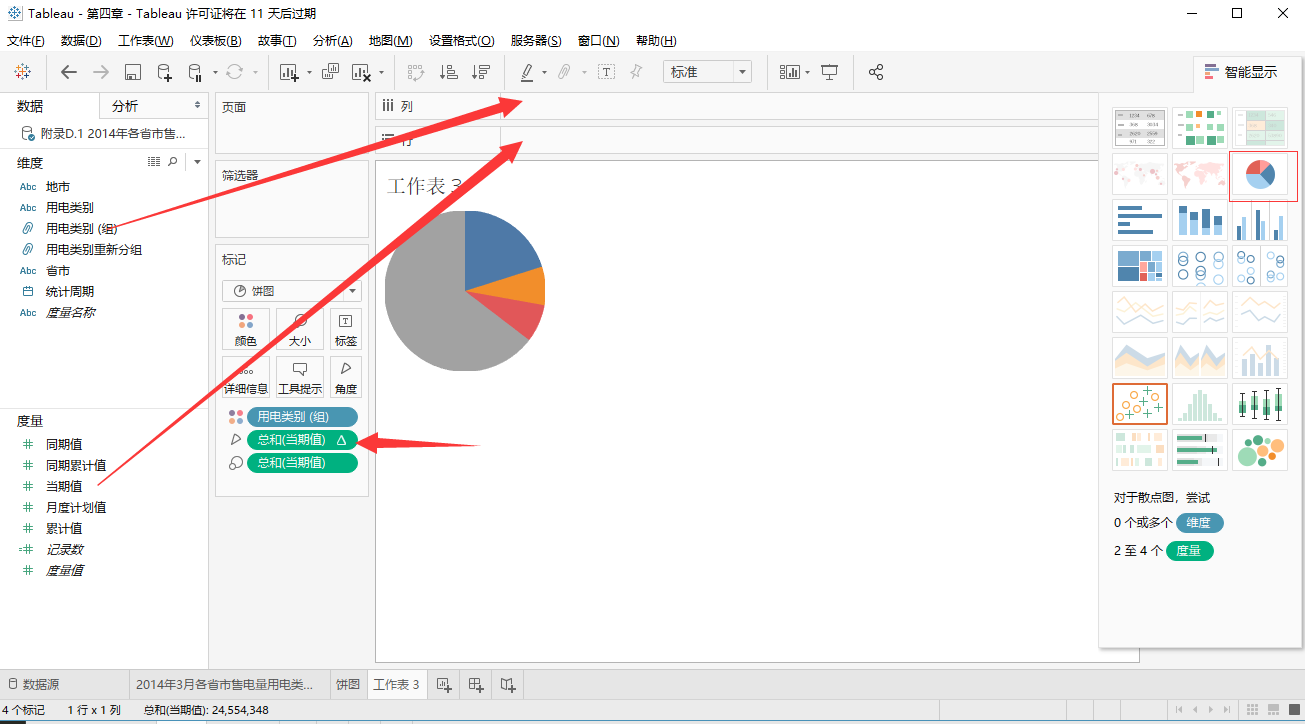 Tableau - 第四章 - Tableau 许可证将在 11 天后过期
文件(F) 数据(D) 工作表(W) 仪表板(B) 故事(T) 分析(A) 地图(M) 设置格式(O) 服务器(S) 窗口(N) 帮助(H)
标准
智能显示
数据
分析
附录D.1 2014年各省市售...
维度
Abc 地市
Abc 用电类别
用电类别 (组)
用电类别重新分组
Abc 省市
统计周期
Abc 度量名称
度量
同期值
同期累计值
当期值
月度计划值
累计值
记录数
度量值
页面
筛选器
标记
饼图
颜色 大小 标签
详细信息 工具提示 角度
用电类别 (组)
总和(当期值) Δ
总和(当期值)
列
行
工作表 3
对于散点图，尝试
0 个或多个 维度
2 至 4 个 度量
数据源
2014年3月各省市售电量用电类...
饼图
工作表 3
4 个标记 1 行 x 1 列 总和(当期值): 24,554,348